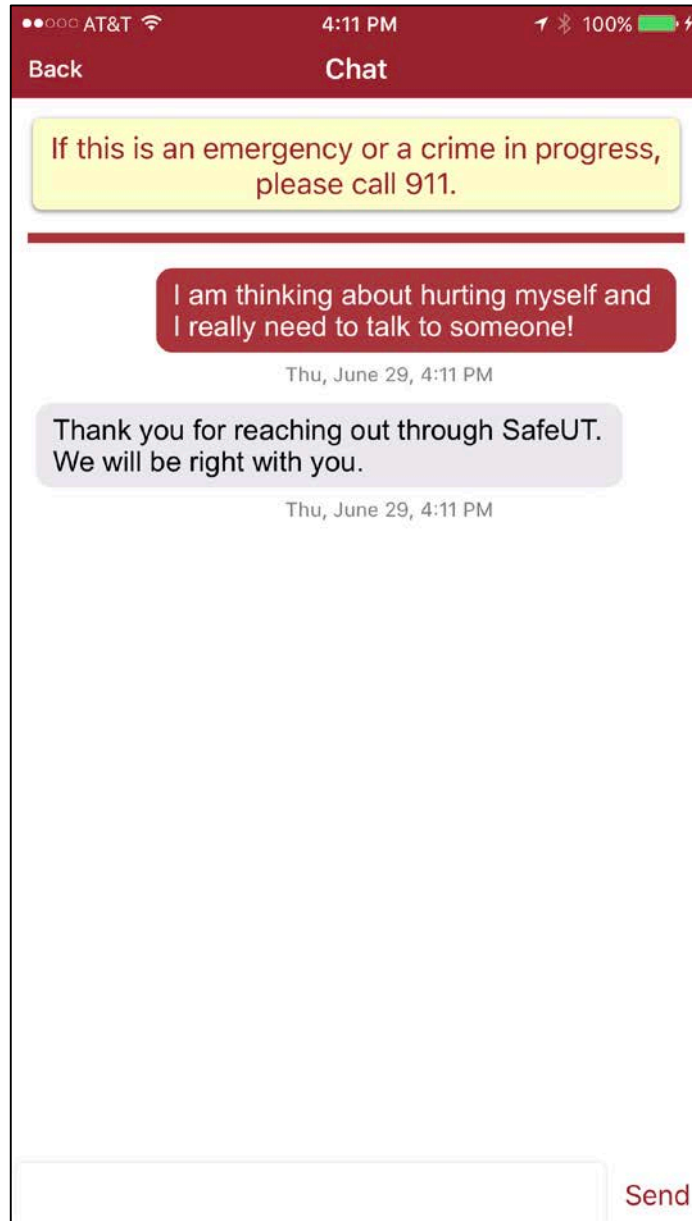 AT&T 4:11 PM 100%
Back Chat
If this is an emergency or a crime in progress,
please call 911.
I am thinking about hurting myself and
I really need to talk to someone!
Thu, June 29, 4:11 PM
Thank you for reaching out through SafeUT.
We will be right with you.
Thu, June 29, 4:11 PM
Send